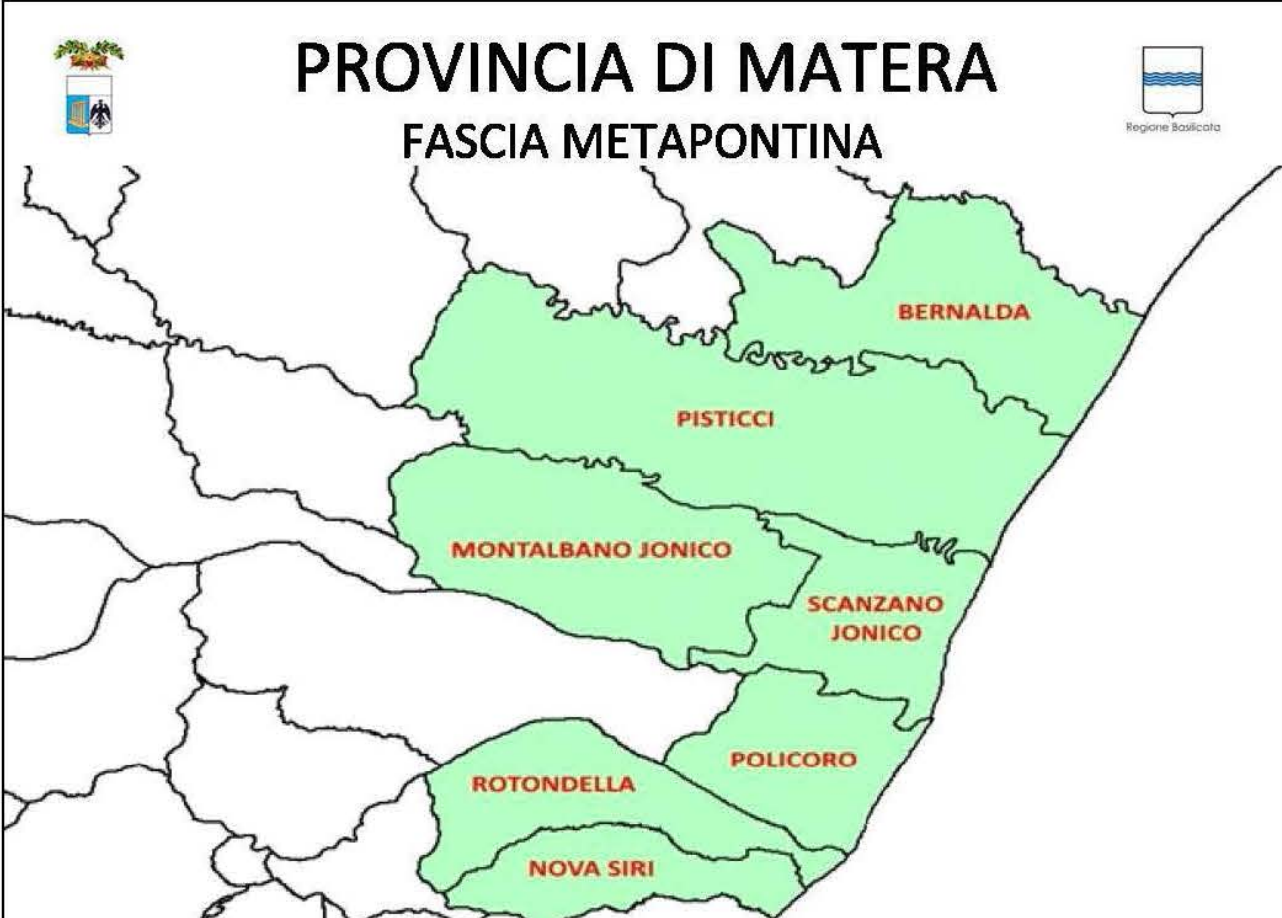 PROVINCIA DI MATERA
FASCIA METAPONTINA
Regione Basilicata
BERNALDA
PISTICCI
MONTALBANO JONICO
SCANZANO
JONICO
POLICORO
ROTONDELLA
NOVA SIRI